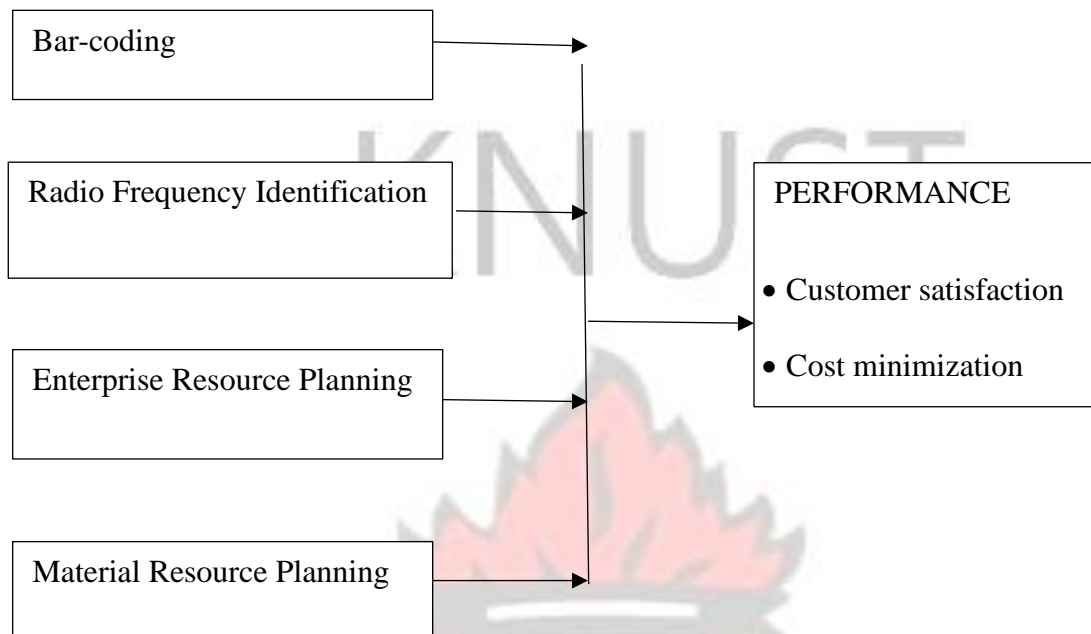 Bar-coding
KNUST
Radio Frequency Identification
PERFORMANCE
• Customer satisfaction
• Cost minimization
Enterprise Resource Planning
Material Resource Planning